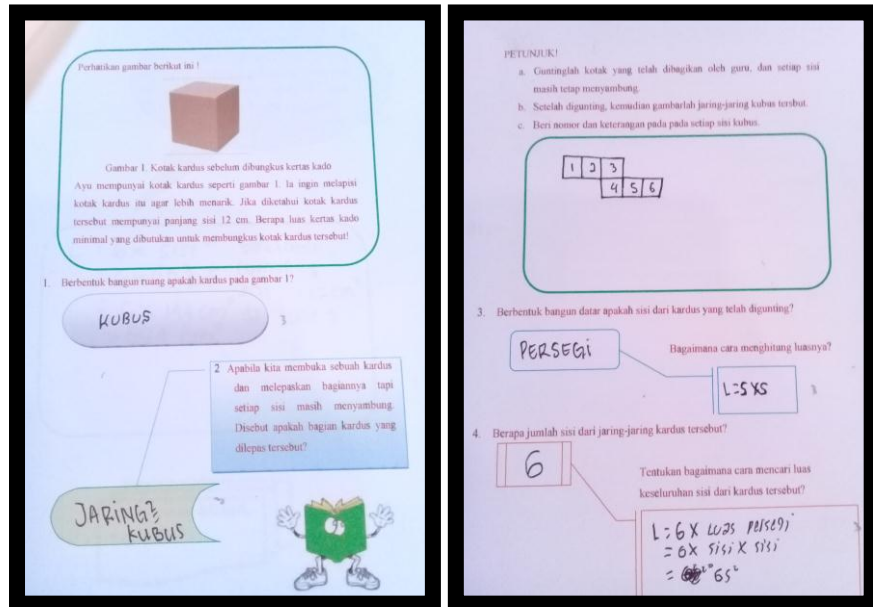 Perhatikan gambar berikut ini !
Gambar 1. Kotak kardus sebelum dibungkus kertas kado
Ayu mempunyai kotak kardus seperti gambar 1. Ia ingin melapisi
kotak kardus itu agar lebih menarik. Jika diketahui kotak kardus
tersebut mempunyai panjang sisi 12 cm. Berapa luas kertas kado
minimal yang dibutukan untuk membungkus kotak kardus tersebut!
1. Berbentuk bangun ruang apakah kardus pada gambar 1?
KUBUS
3
2 Apabila kita membuka sebuah kardus
dan melepaskan bagiannya tapi
setiap sisi masih menyambung.
Disebut apakah bagian kardus yang
dilepas tersebut?
JARING2
KUBUS
PETUNJUK!
a. Guntinglah kotak yang telah dibagikan oleh guru, dan setiap sisi
masih tetap menyambung.
b. Setelah digunting, kemudian gambarlah jaring-jaring kubus tersbut.
c. Beri nomor dan keterangan pada pada setiap sisi kubus.
1 2 3
4 5 6
3. Berbentuk bangun datar apakah sisi dari kardus yang telah digunting?
PERSEGi
Bagaimana cara menghitung luasnya?
L=SXS
3
4. Berapa jumlah sisi dari jaring-jaring kardus tersebut?
6
Tentukan bagaimana cara mencari luas
keseluruhan sisi dari kardus tersebut?
L = 6 X Luas persegi
= 6X sisi X sisi
= 6S²